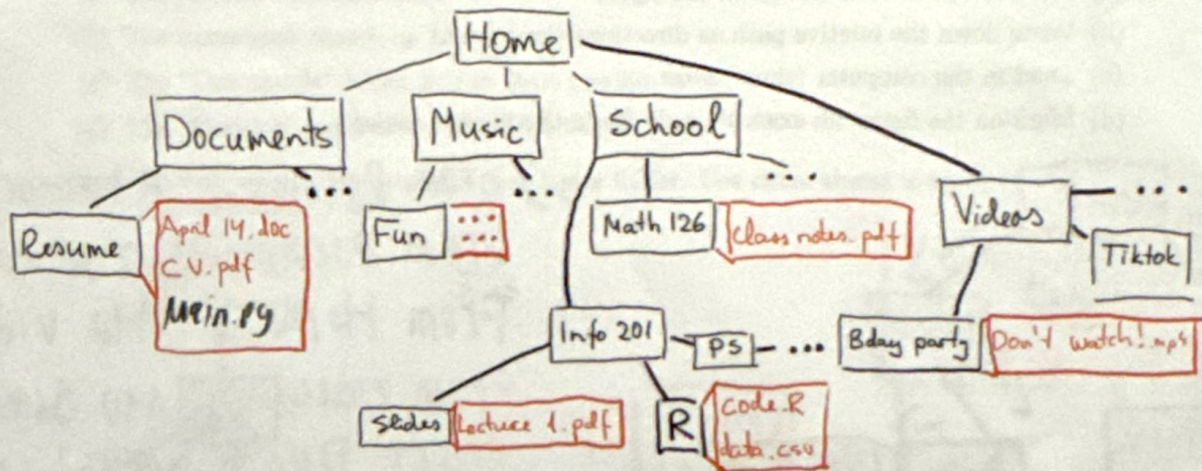 Home
Documents
Music
School
Videos
Resume
April 14.doc
CV.pdf
Main.py
Fun
Math 126
Class notes.pdf
Tiktok
Info 201
PS
Bday party
Don't watch!.mp4
Slides
Lecture 1.pdf
R
code.R
data.csv